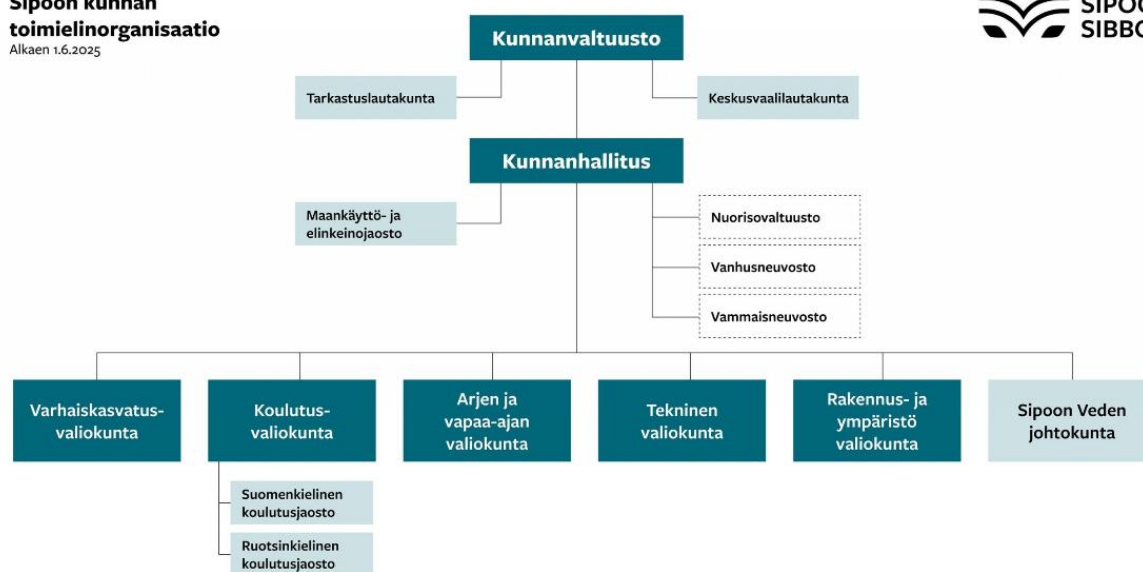 Sipoon kunnan
toimielinorganisaatio
Alkaen 1.6.2025
SIPOO
SIBBO
Kunnanvaltuusto
Tarkastuslautakunta
Keskusvaalilautakunta
Kunnanhallitus
Maankäyttö- ja
elinkeinojaosto
Nuorisovaltuusto
Vanhusneuvosto
Vammaisneuvosto
Varhaiskasvatus-
valiokunta
Koulutus-
valiokunta
Arjen ja
vapaa-ajan
valiokunta
Tekninen
valiokunta
Rakennus- ja
ympäristö
valiokunta
Sipoon Veden
johtokunta
Suomenkielinen
koulutusjaosto
Ruotsinkielinen
koulutusjaosto